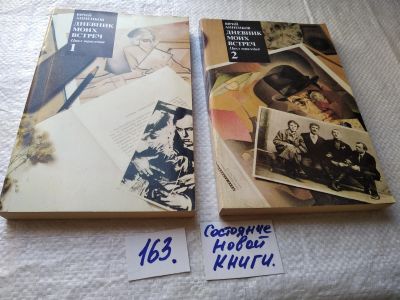 ЮРИЙ АННЕНКОВ
ДНЕВНИК
МОИХ
ВСТРЕЧ
Цикл трагедий
1
ЮРИЙ АННЕНКОВ
ДНЕВНИК
МОИХ
ВСТРЕЧ
Цикл трагедий
2
163.
Состояние
Новой
КНИГИ.